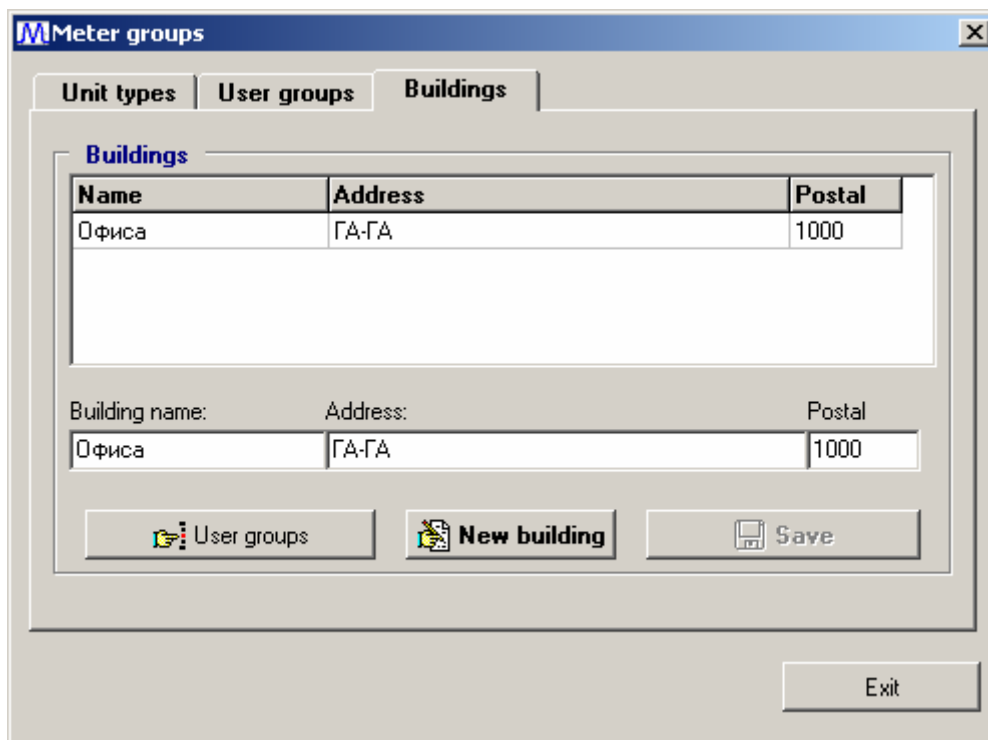 Meter groups
Unit types User groups Buildings
Buildings
Name Address Postal
Офиса ГА-ГА 1000
Building name: Address: Postal
Офиса ГА-ГА 1000
User groups New building Save
Exit